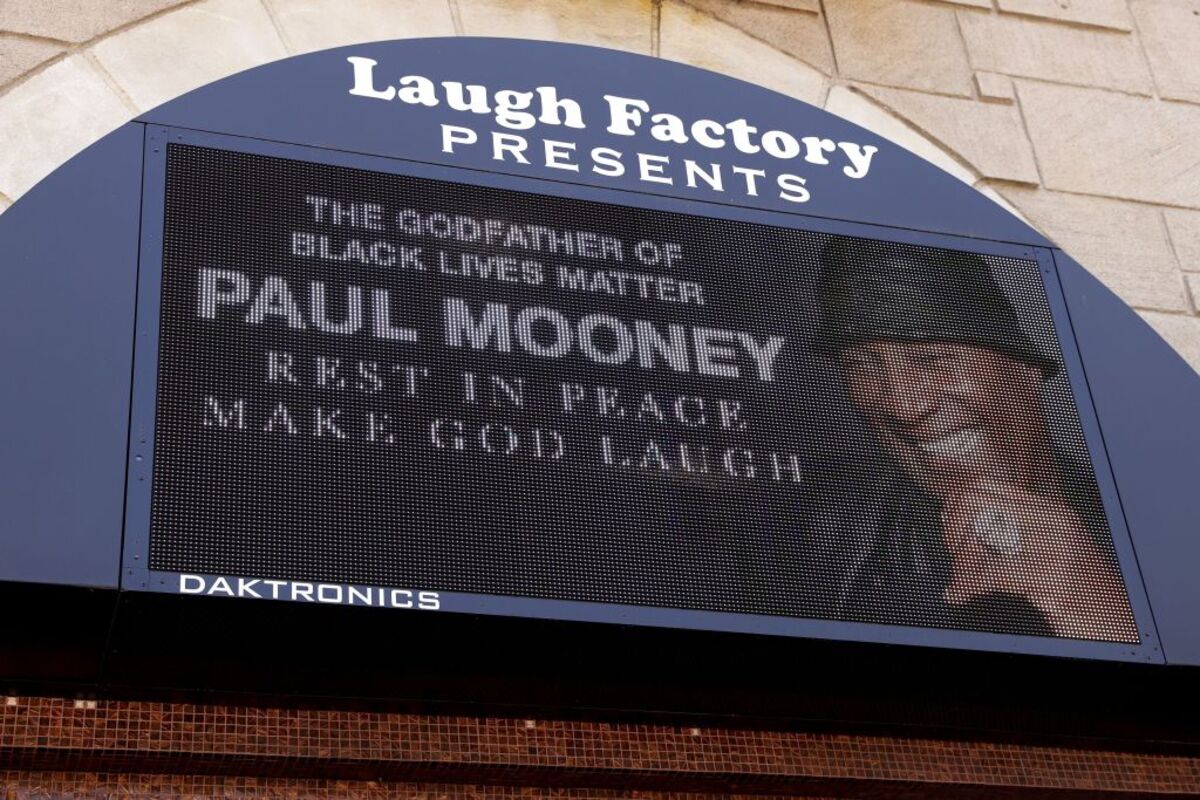 Laugh Factory
PRESENTS
THE GODFATHER OF
BLACK LIVES MATTER
PAUL MOONEY
REST IN PEACE
MAKE GOD LAUGH
DAKTRONICS